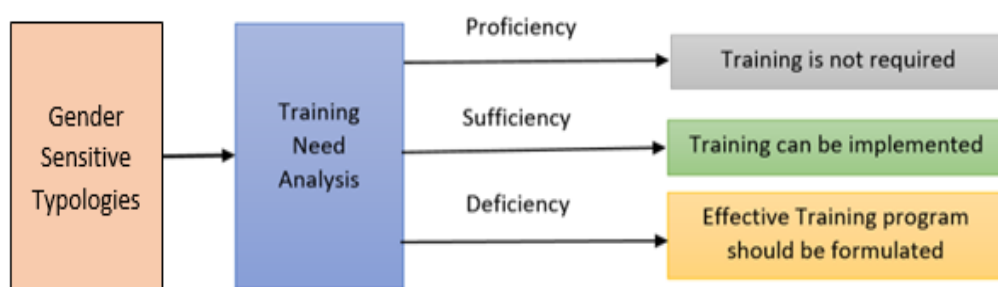 Gender
Sensitive
Typologies
Training
Need
Analysis
Proficiency
Training is not required
Sufficiency
Training can be implemented
Deficiency
Effective Training program
should be formulated